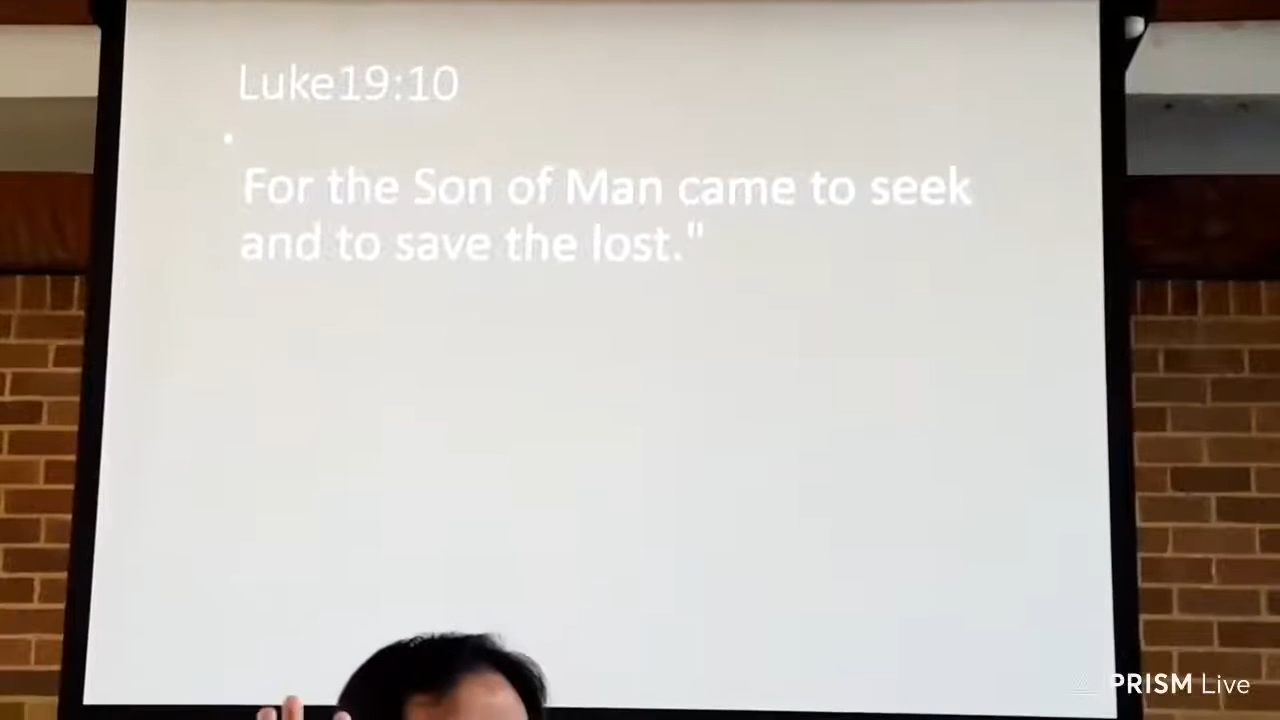 Luke19:10
For the Son of Man came to seek
and to save the lost."
PRISM Live